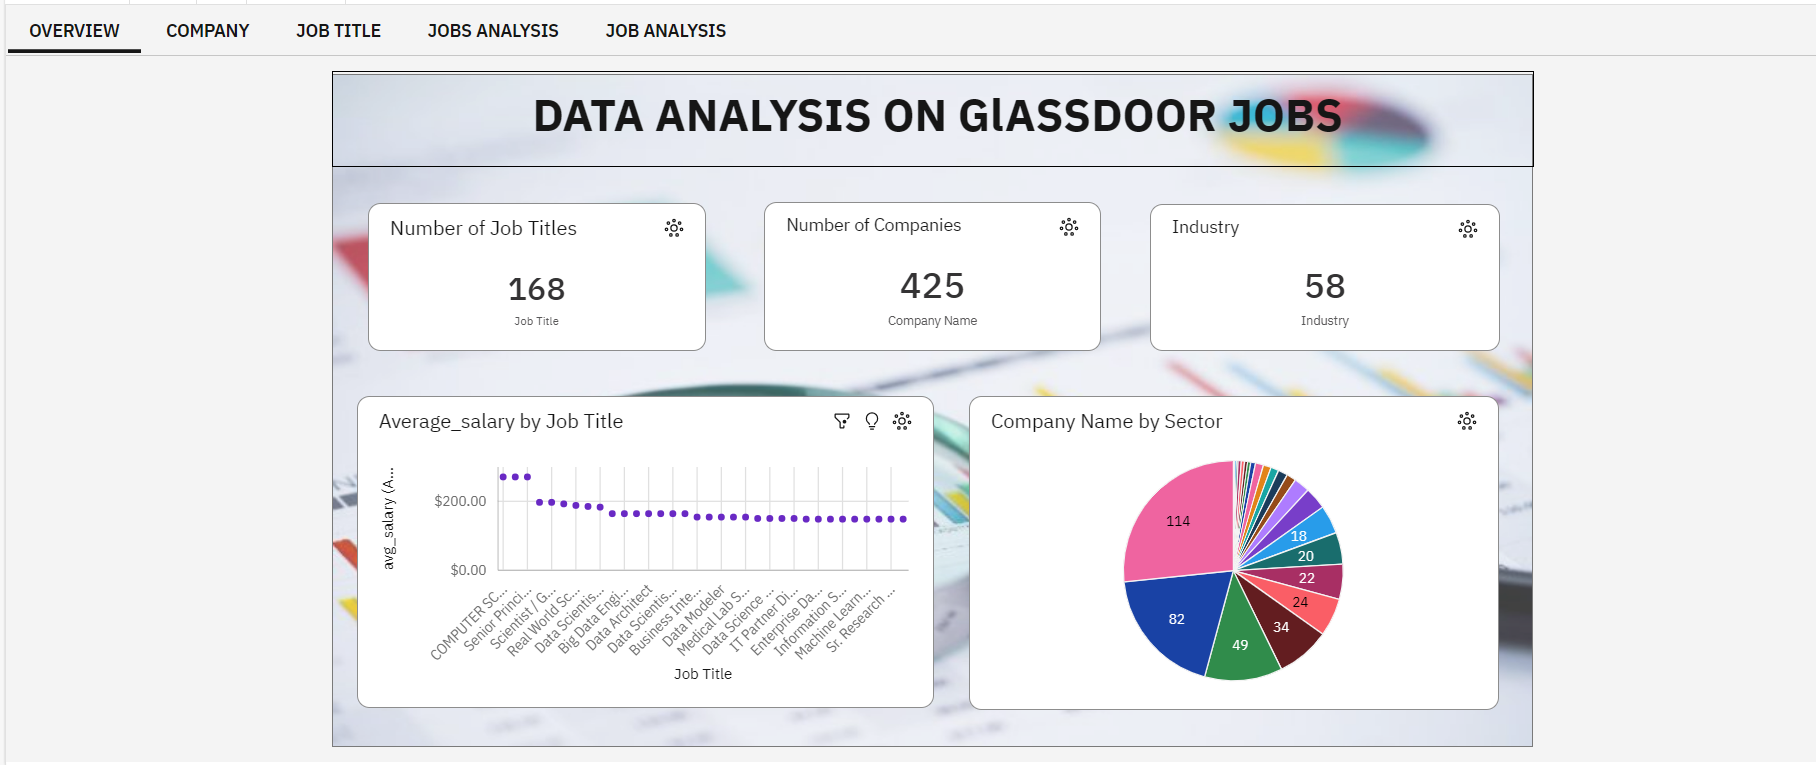 OVERVIEW COMPANY JOB TITLE JOBS ANALYSIS JOB ANALYSIS
DATA ANALYSIS ON GlASSDOOR JOBS
Number of Job Titles
168
Job Title
Number of Companies
425
Company Name
Industry
58
Industry
Average_salary by Job Title
avg_salary (A...
$200.00
$0.00
COMPUTER SC...
Senior Princi...
Scientist / G...
Real World Sc...
Data Scientis...
Big Data Engi...
Data Architect
Data Scientis...
Business Inte...
Data Modeler
Medical Lab S...
Data Science ...
IT Partner Di...
Enterprise Da...
Information S...
Machine Learn...
Sr. Research ...
Job Title
Company Name by Sector
114
18
20
22
24
34
49
82